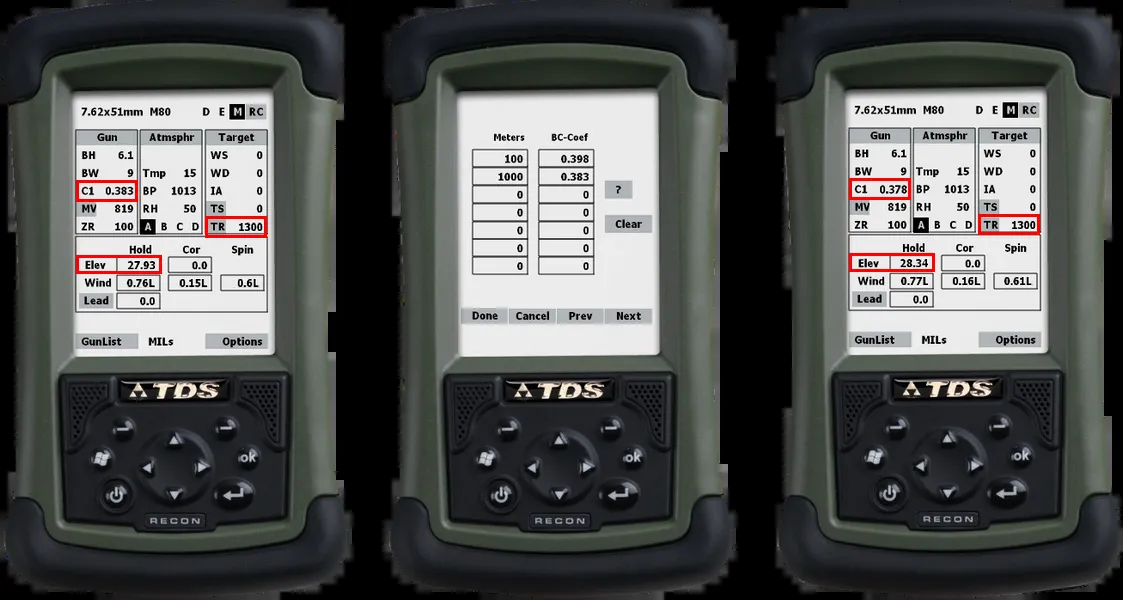 7.62x51mm M80 D E M RC
Gun Atmsphr Target
BH 6.1 WS 0
BW 9 Tmp 15 WD 0
C1 0.383 BP 1013 IA 0
MV 819 RH 50 TS 0
ZR 100 A B C D TR 1300
Hold Cor Spin
Elev 27.93 0.0
Wind 0.76L 0.15L 0.6L
Lead 0.0
GunList MILs Options
TDS
ok
RECON
Meters BC-Coef
100 0.398
1000 0.383
0 0
0 0
0 0
0 0
0 0
?
Clear
Done Cancel Prev Next
TDS
ok
RECON
7.62x51mm M80 D E M RC
Gun Atmsphr Target
BH 6.1 WS 0
BW 9 Tmp 15 WD 0
C1 0.378 BP 1013 IA 0
MV 819 RH 50 TS 0
ZR 100 A B C D TR 1300
Hold Cor Spin
Elev 28.34 0.0
Wind 0.77L 0.16L 0.61L
Lead 0.0
GunList MILs Options
TDS
ok
RECON